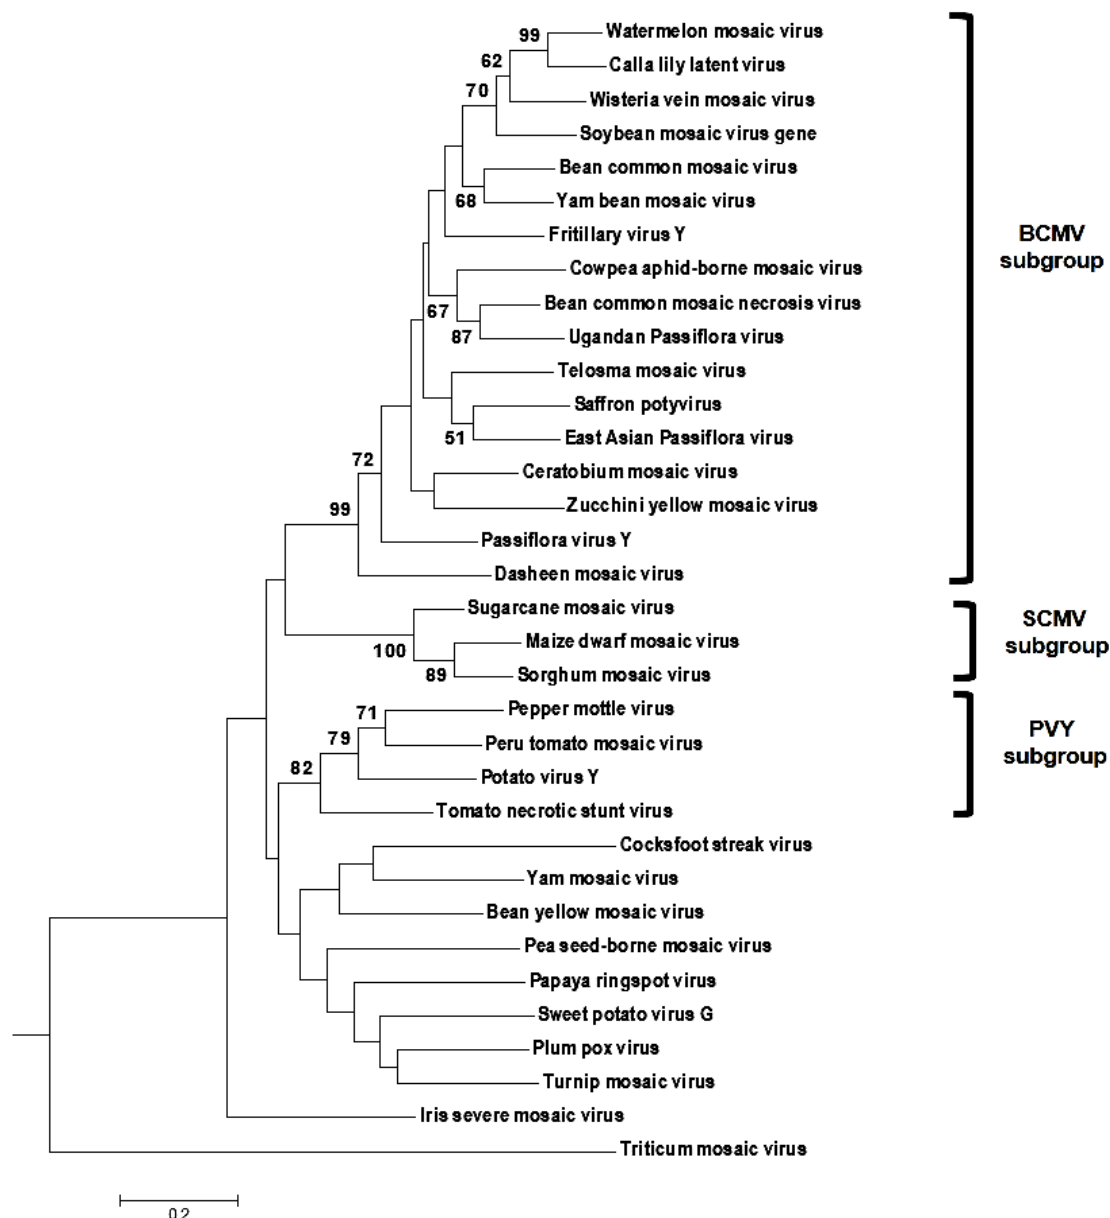 99
Watermelon mosaic virus
62
Calla lily latent virus
70
Wisteria vein mosaic virus
Soybean mosaic virus gene
Bean common mosaic virus
68
Yam bean mosaic virus
Fritillary virus Y
BCMV
subgroup
Cowpea aphid-borne mosaic virus
67
Bean common mosaic necrosis virus
87
Ugandan Passiflora virus
Telosma mosaic virus
Saffron potyvirus
51
East Asian Passiflora virus
72
Ceratobium mosaic virus
99
Zucchini yellow mosaic virus
Passiflora virus Y
Dasheen mosaic virus
Sugarcane mosaic virus
SCMV
subgroup
100
Maize dwarf mosaic virus
89
Sorghum mosaic virus
71
Pepper mottle virus
79
Peru tomato mosaic virus
PVY
subgroup
82
Potato virus Y
Tomato necrotic stunt virus
Cocksfoot streak virus
Yam mosaic virus
Bean yellow mosaic virus
Pea seed-borne mosaic virus
Papaya ringspot virus
Sweet potato virus G
Plum pox virus
Turnip mosaic virus
Iris severe mosaic virus
Triticum mosaic virus
0.2